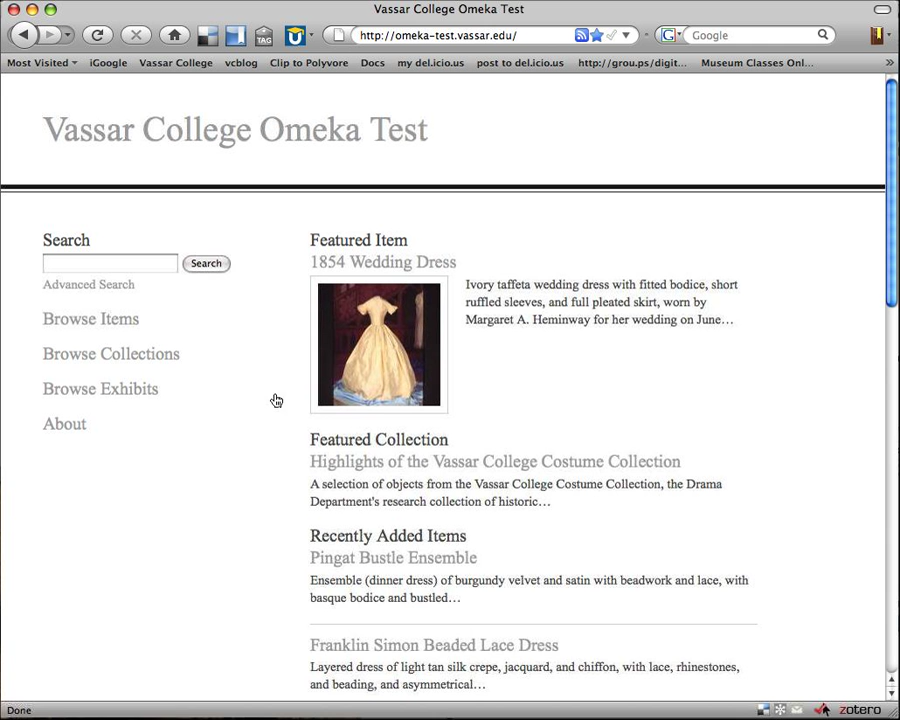 Vassar College Omeka Test
http://omeka-test.vassar.edu/
Google
Most Visited iGoogle Vassar College vcblog Clip to Polyvore Docs my del.icio.us post to del.icio.us http://grou.ps/digit... Museum Classes Onl... »
Vassar College Omeka Test
Search
Search
Advanced Search
Browse Items
Browse Collections
Browse Exhibits
About
Featured Item
1854 Wedding Dress
Ivory taffeta wedding dress with fitted bodice, short
ruffled sleeves, and full pleated skirt, worn by
Margaret A. Heminway for her wedding on June…
Featured Collection
Highlights of the Vassar College Costume Collection
A selection of objects from the Vassar College Costume Collection, the Drama
Department's research collection of historic…
Recently Added Items
Pingat Bustle Ensemble
Ensemble (dinner dress) of burgundy velvet and satin with beadwork and lace, with
basque bodice and bustled…
Franklin Simon Beaded Lace Dress
Layered dress of light tan silk crepe, jacquard, and chiffon, with lace, rhinestones,
and beading, and asymmetrical…
Done
zotero